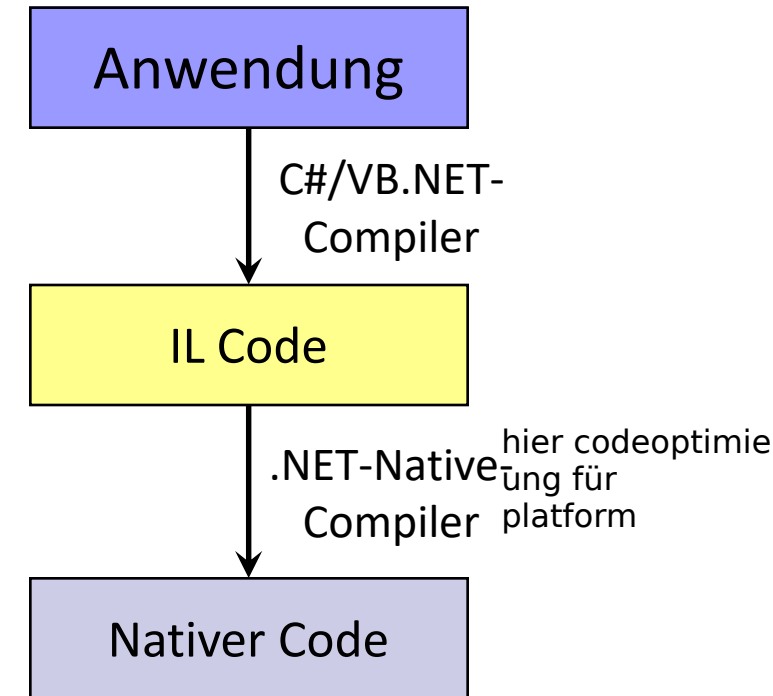 Anwendung
C#/VB.NET-
Compiler
IL Code
.NET-Native-
Compiler
hier codeoptimie
ung für
platform
Nativer Code